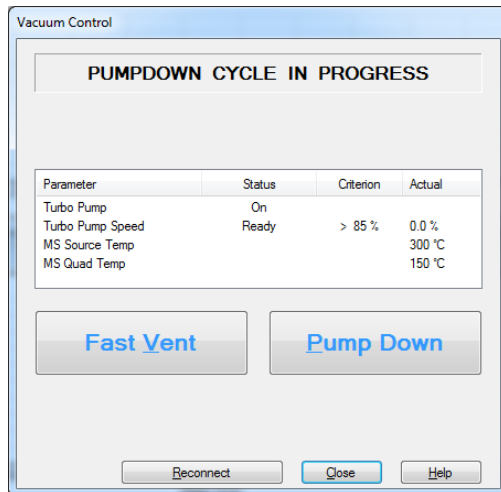 Vacuum Control
PUMPDOWN CYCLE IN PROGRESS
Parameter Status Criterion Actual
Turbo Pump On
Turbo Pump Speed Ready > 85 % 0.0 %
MS Source Temp 300 °C
MS Quad Temp 150 °C
Fast Vent Pump Down
Reconnect Close Help